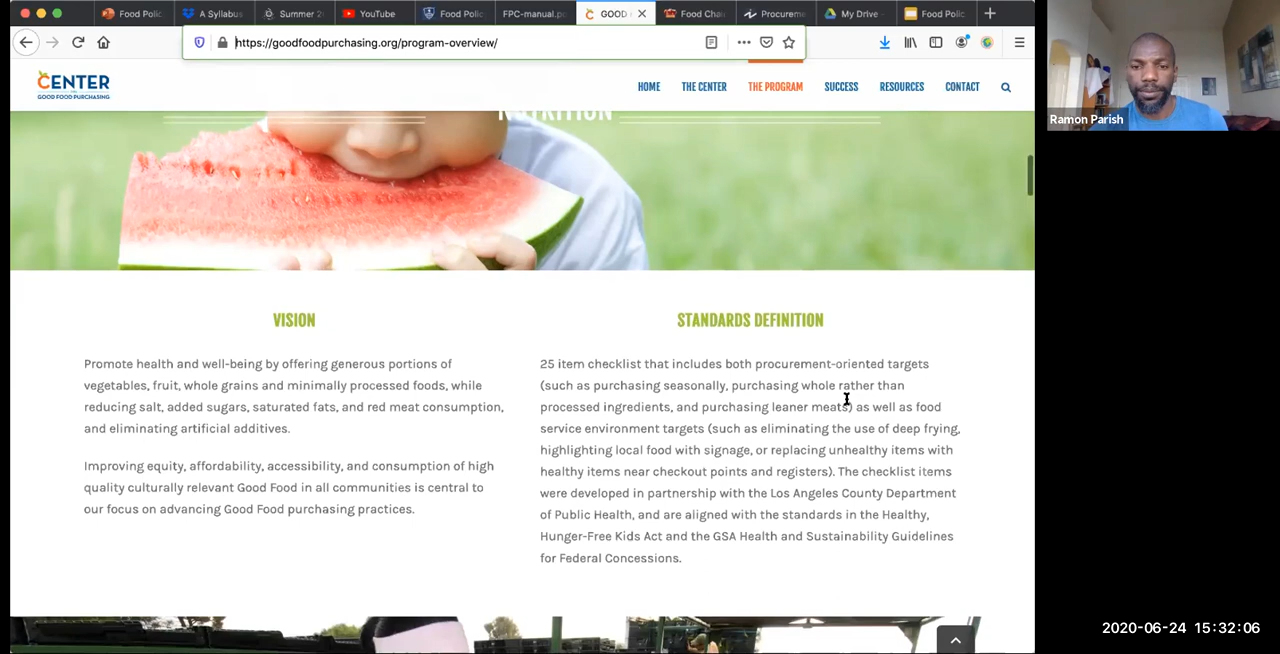 Food Polic
A Syllabus
Summer 2
YouTube
Food Polic
FPC-manual.p
GOOD
Food Chai
Procureme
My Drive -
Food Polic
https://goodfoodpurchasing.org/program-overview/
CENTER
GOOD FOOD PURCHASING
HOME
THE CENTER
THE PROGRAM
SUCCESS
RESOURCES
CONTACT
Ramon Parish
NUTRITION
VISION
Promote health and well-being by offering generous portions of
vegetables, fruit, whole grains and minimally processed foods, while
reducing salt, added sugars, saturated fats, and red meat consumption,
and eliminating artificial additives.
Improving equity, affordability, accessibility, and consumption of high
quality culturally relevant Good Food in all communities is central to
our focus on advancing Good Food purchasing practices.
STANDARDS DEFINITION
25 item checklist that includes both procurement-oriented targets
(such as purchasing seasonally, purchasing whole rather than
processed ingredients, and purchasing leaner meats) as well as food
service environment targets (such as eliminating the use of deep frying,
highlighting local food with signage, or replacing unhealthy items with
healthy items near checkout points and registers). The checklist items
were developed in partnership with the Los Angeles County Department
of Public Health, and are aligned with the standards in the Healthy,
Hunger-Free Kids Act and the GSA Health and Sustainability Guidelines
for Federal Concessions.
2020-06-24 15:32:06